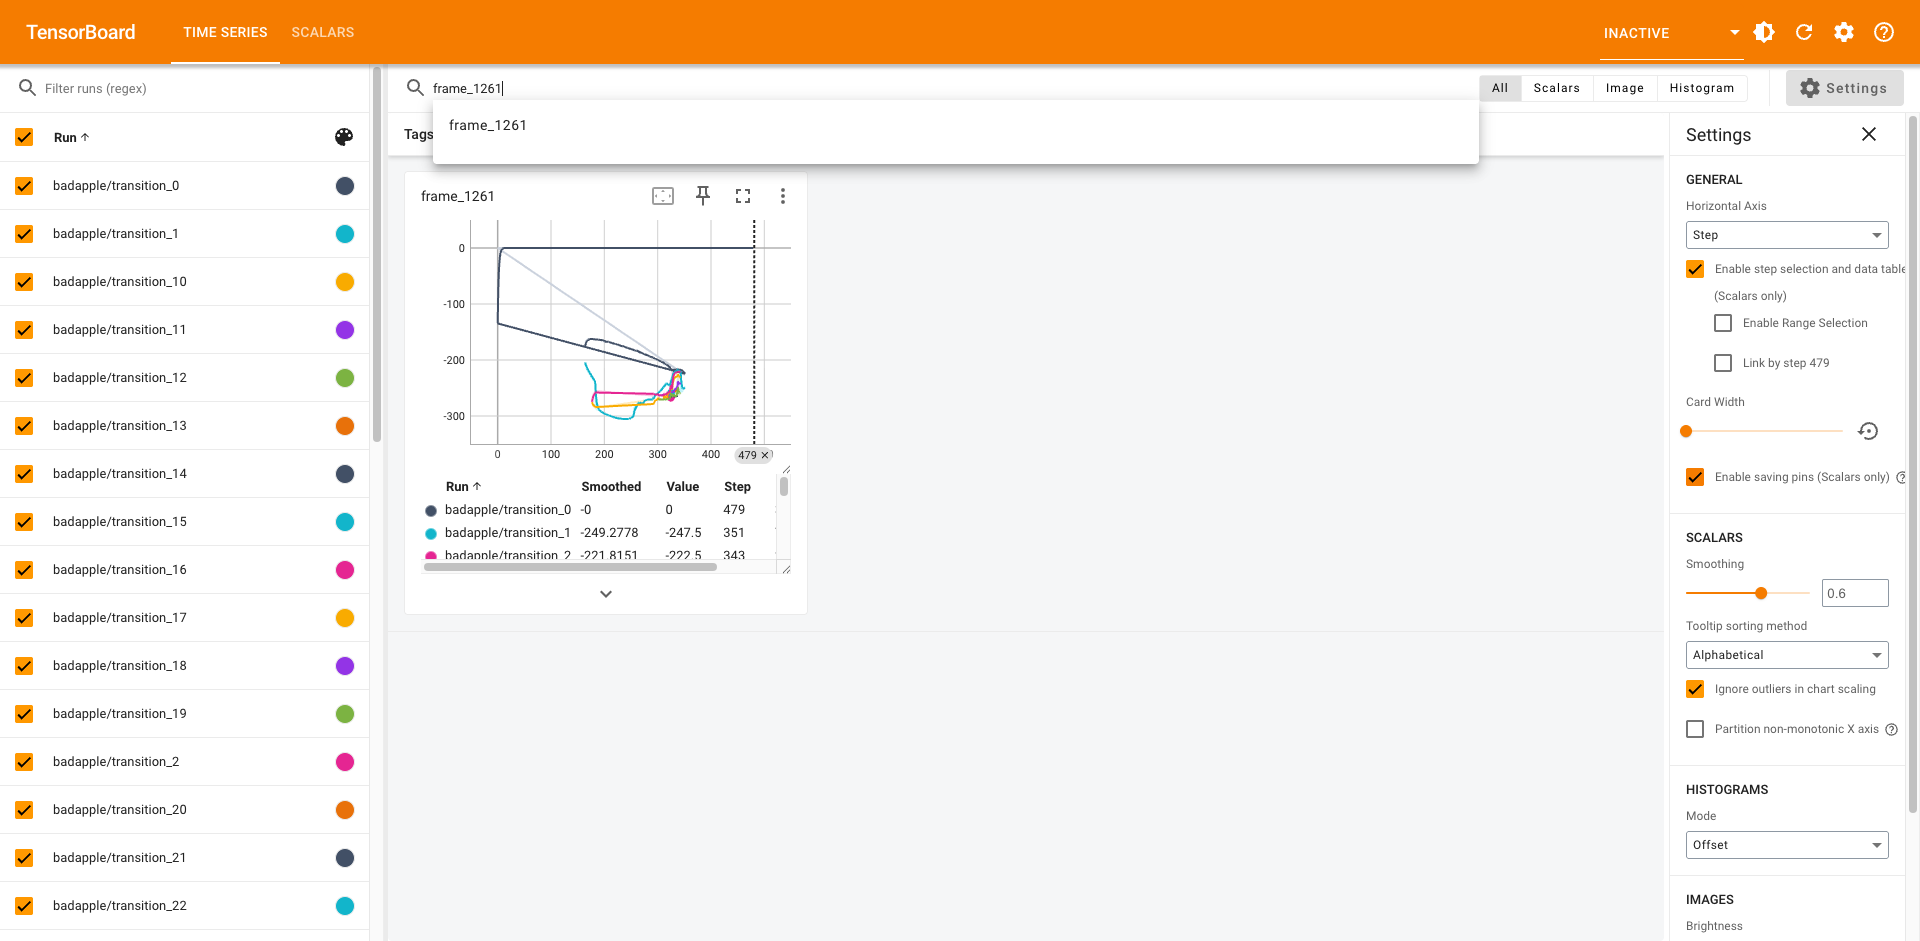 TensorBoard
TIME SERIES
SCALARS
INACTIVE
Filter runs (regex)
frame_1261
All
Scalars
Image
Histogram
Settings
frame_1261
Run
badapple/transition_0
badapple/transition_1
badapple/transition_10
badapple/transition_11
badapple/transition_12
badapple/transition_13
badapple/transition_14
badapple/transition_15
badapple/transition_16
badapple/transition_17
badapple/transition_18
badapple/transition_19
badapple/transition_2
badapple/transition_20
badapple/transition_21
badapple/transition_22
Tags
frame_1261
0
-100
-200
-300
0 100 200 300 400 479
Run Smoothed Value Step
badapple/transition_0 -0 0 479
badapple/transition_1 -249.2778 -247.5 351
badapple/transition_2 -221.8151 -222.5 343
Settings
GENERAL
Horizontal Axis
Step
Enable step selection and data table
(Scalars only)
Enable Range Selection
Link by step 479
Card Width
Enable saving pins (Scalars only)
SCALARS
Smoothing
0.6
Tooltip sorting method
Alphabetical
Ignore outliers in chart scaling
Partition non-monotonic X axis
HISTOGRAMS
Mode
Offset
IMAGES
Brightness